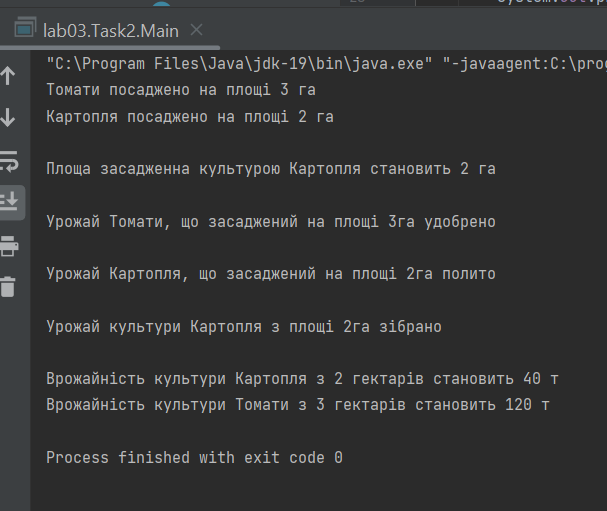 lab03.Task2.Main
"C:\Program Files\Java\jdk-19\bin\java.exe" "-javaagent:C:\prog
Томати посаджено на площі 3 га
Картопля посаджено на площі 2 га
Площа засадженна культурою Картопля становить 2 га
Урожай Томати, що засаджений на площі 3га удобрено
Урожай Картопля, що засаджений на площі 2га полито
Урожай культури Картопля з площі 2га зібрано
Врожайність культури Картопля з 2 гектарів становить 40 т
Врожайність культури Томати з 3 гектарів становить 120 т
Process finished with exit code 0